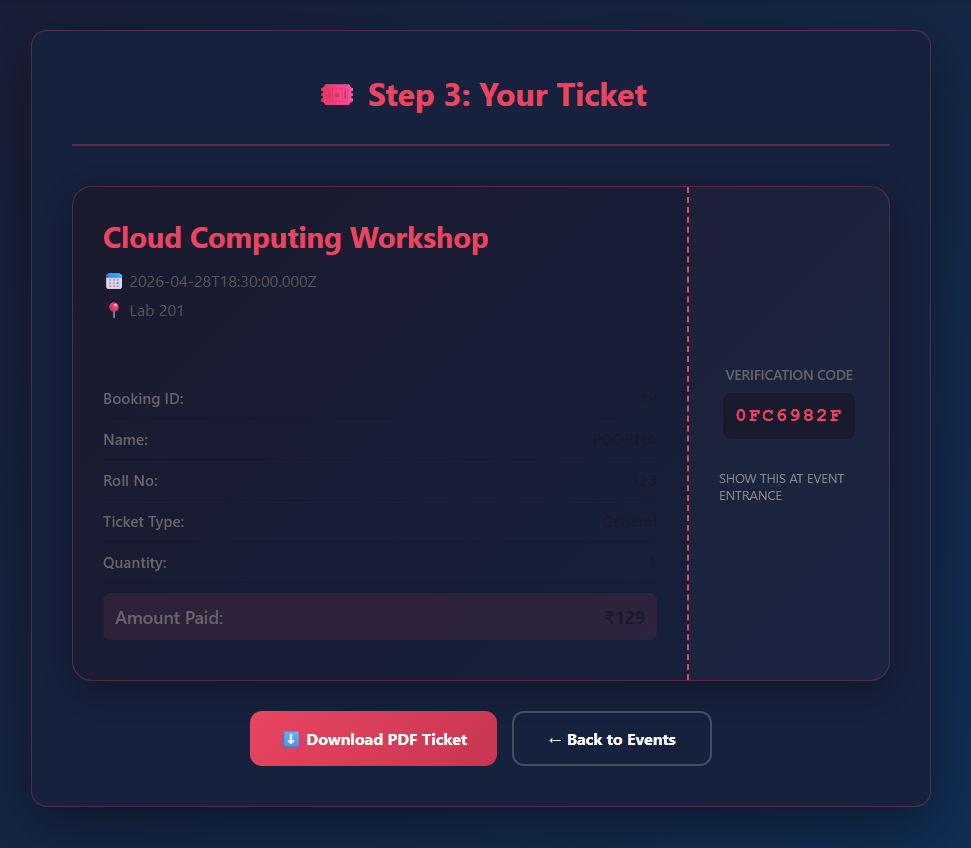 Step 3: Your Ticket
Cloud Computing Workshop
2026-04-28T18:30:00.000Z
Lab 201
Booking ID:
Name:
Roll No: 123
Ticket Type: General
Quantity: 1
Amount Paid: ₹129
VERIFICATION CODE
0FC6982F
SHOW THIS AT EVENT
ENTRANCE
⬇️ Download PDF Ticket
← Back to Events